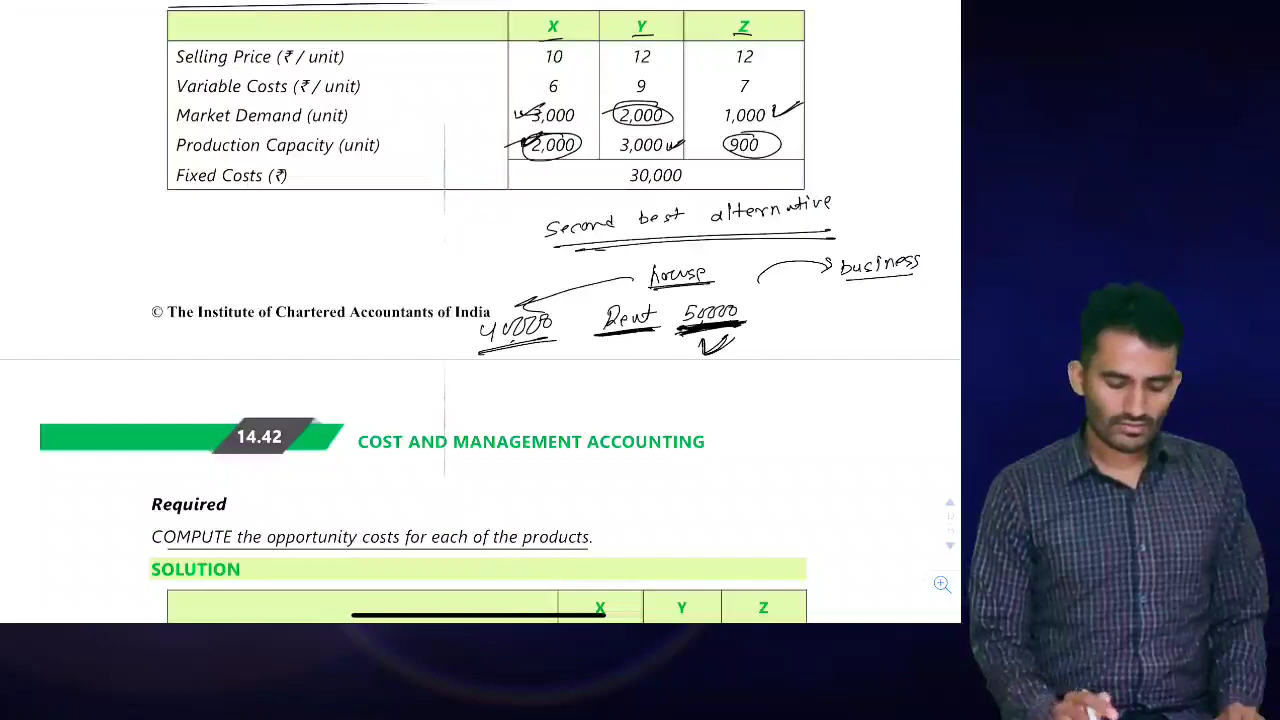 X Y Z
Selling Price (₹ / unit) 10 12 12
Variable Costs (₹ / unit) 6 9 7
Market Demand (unit) 3,000 2,000 1,000
Production Capacity (unit) 2,000 3,000 900
Fixed Costs (₹) 30,000
Second best alternative
house business
© The Institute of Chartered Accountants of India
40000 Rent 50,000
14.42 COST AND MANAGEMENT ACCOUNTING
Required
COMPUTE the opportunity costs for each of the products.
SOLUTION
X Y Z